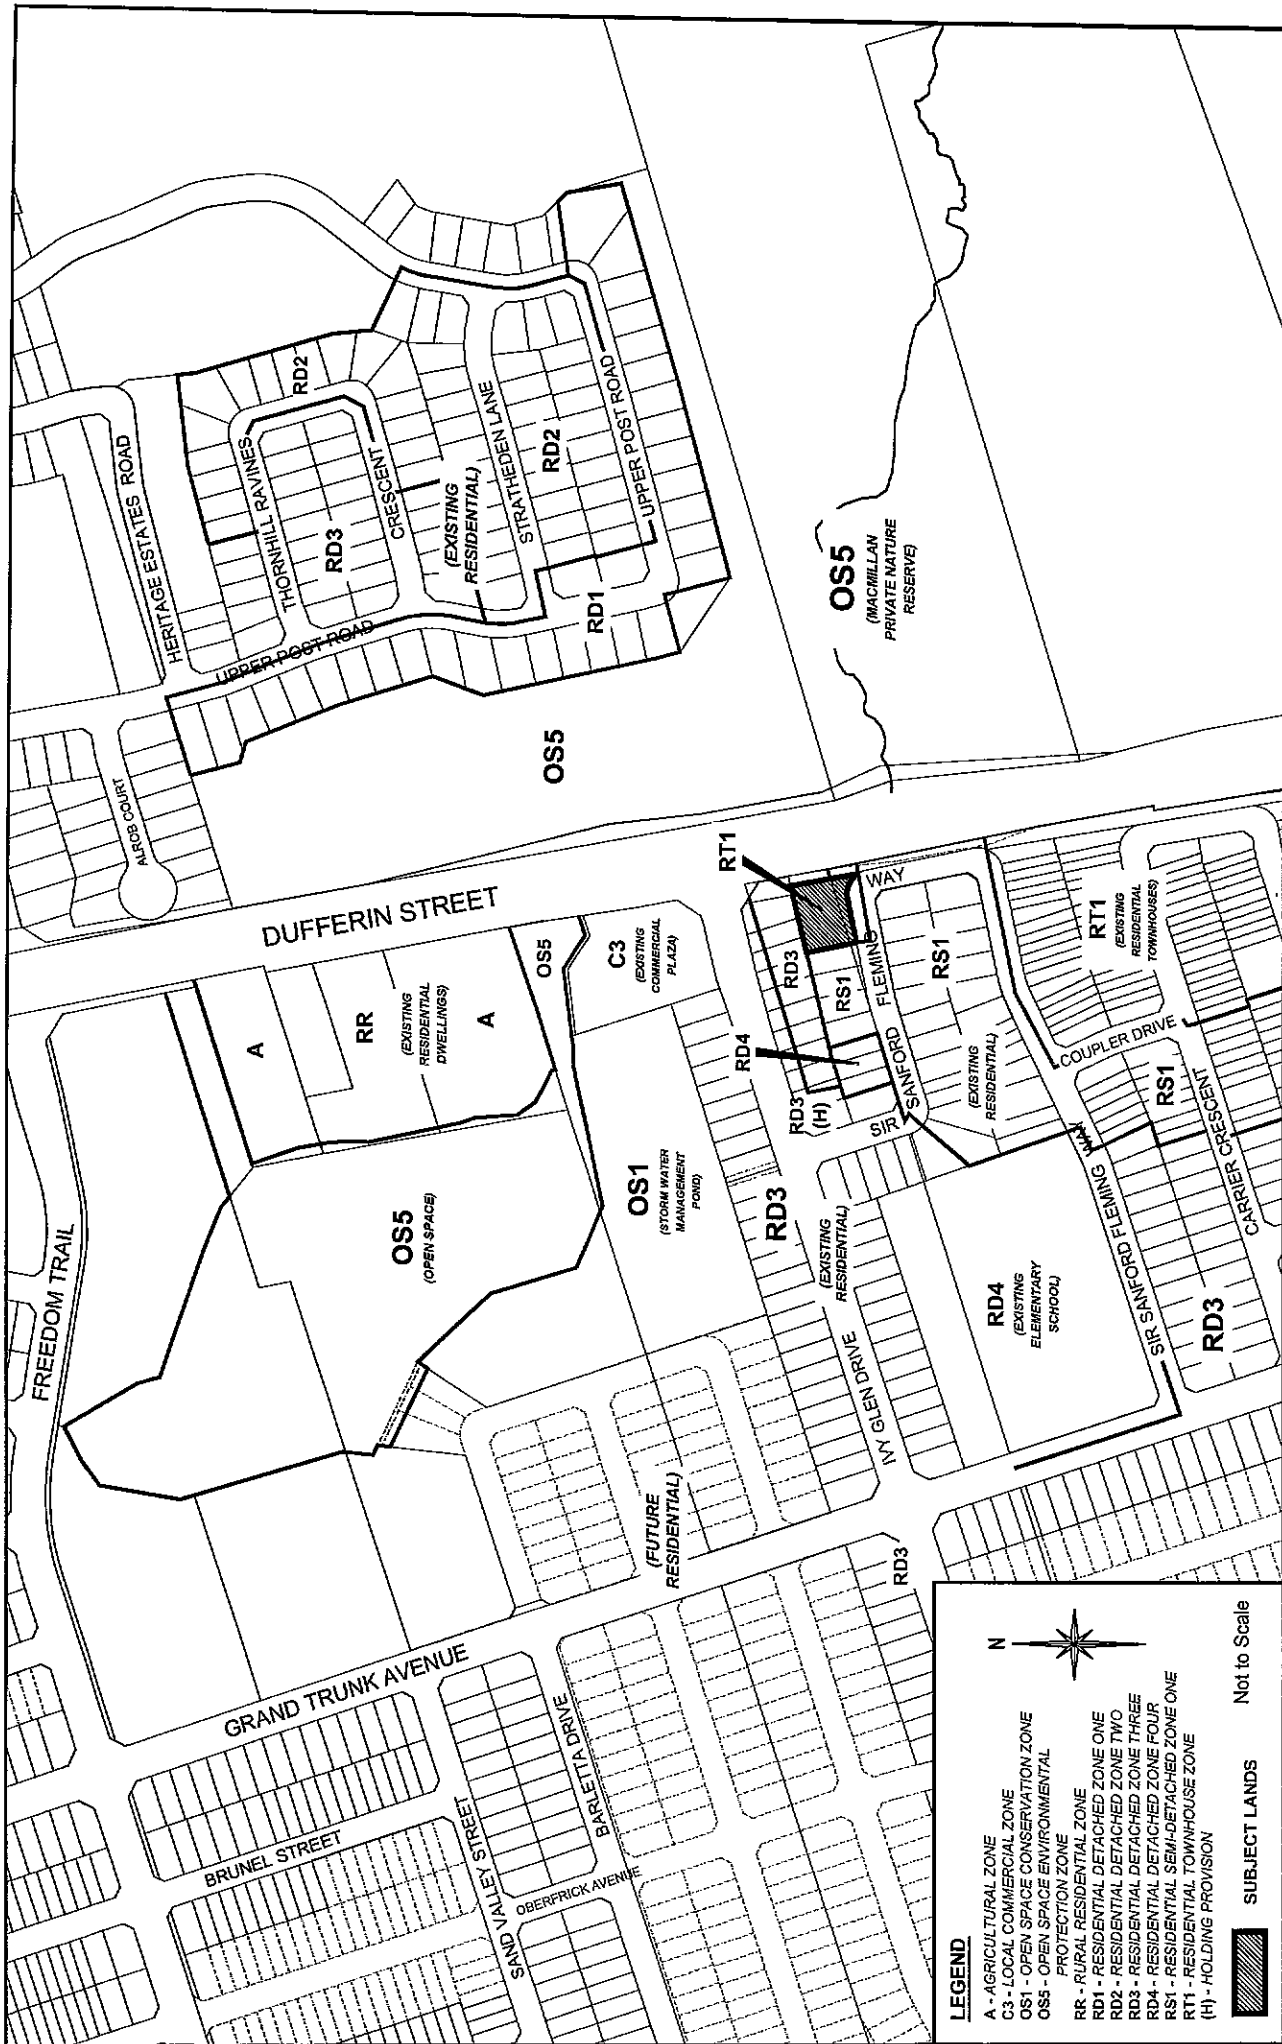 HERITAGE ESTATES ROAD
THORNHILL RAVINES
CRESCENT
RD2
RD3
(EXISTING
RESIDENTIAL)
STRATHEDEN LANE
RD2
UPPER POST ROAD
UPPER POST ROAD
RD1
ALROB COURT
OS5
OS5
(MACMILLAN
PRIVATE NATURE
RESERVE)
DUFFERIN STREET
FREEDOM TRAIL
A
RR
(EXISTING
RESIDENTIAL
DWELLINGS)
A
OS5
C3
(EXISTING
COMMERCIAL
PLAZA)
RT1
RD3
RS1
RD4
RD3
(H)
SIR
SANFORD
FLEMING
WAY
RS1
(EXISTING
RESIDENTIAL)
RT1
(EXISTING
RESIDENTIAL
TOWNHOUSES)
COUPLER DRIVE
RS1
CARRIER CRESCENT
OS5
(OPEN SPACE)
OS1
(STORM WATER
MANAGEMENT
POND)
RD3
(EXISTING
RESIDENTIAL)
IVY GLEN DRIVE
RD4
(EXISTING
ELEMENTARY
SCHOOL)
SIR SANFORD FLEMING WAY
RD3
(FUTURE
RESIDENTIAL)
RD3
GRAND TRUNK AVENUE
BRUNEL STREET
SAND VALLEY STREET
BARLETTA DRIVE
OBERFRICK AVENUE
LEGEND
A - AGRICULTURAL ZONE
C3 - LOCAL COMMERCIAL ZONE
OS1 - OPEN SPACE CONSERVATION ZONE
OS5 - OPEN SPACE ENVIRONMENTAL
PROTECTION ZONE
RR - RURAL RESIDENTIAL ZONE
RD1 - RESIDENTIAL DETACHED ZONE ONE
RD2 - RESIDENTIAL DETACHED ZONE TWO
RD3 - RESIDENTIAL DETACHED ZONE THREE
RD4 - RESIDENTIAL DETACHED ZONE FOUR
RS1 - RESIDENTIAL SEMI-DETACHED ZONE ONE
RT1 - RESIDENTIAL TOWNHOUSE ZONE
(H) - HOLDING PROVISION
N
SUBJECT LANDS
Not to Scale